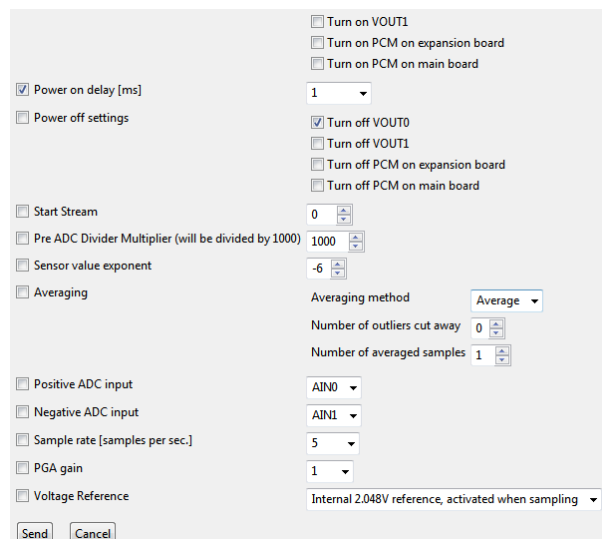 Turn on VOUT1
Turn on PCM on expansion board
Turn on PCM on main board
Power on delay [ms] 1
Power off settings
Turn off VOUT0
Turn off VOUT1
Turn off PCM on expansion board
Turn off PCM on main board
Start Stream 0
Pre ADC Divider Multiplier (will be divided by 1000) 1000
Sensor value exponent -6
Averaging Averaging method Average
Number of outliers cut away 0
Number of averaged samples 1
Positive ADC input AIN0
Negative ADC input AIN1
Sample rate [samples per sec.] 5
PGA gain 1
Voltage Reference Internal 2.048V reference, activated when sampling
Send Cancel